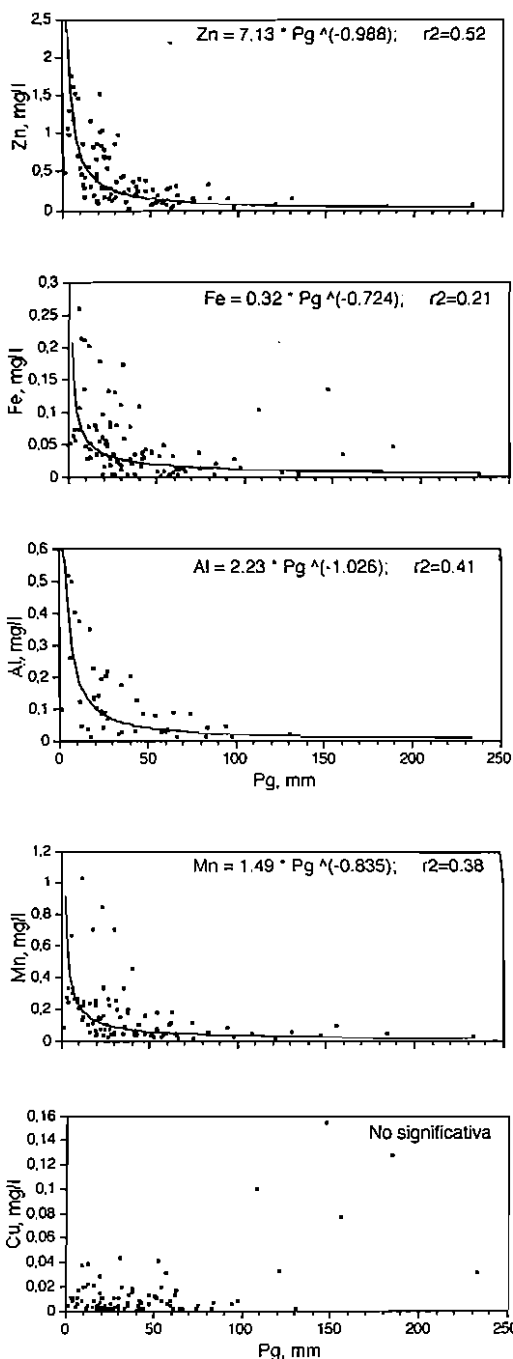 Zn = 7.13 * Pg ^(-0.988); r2=0.52
Zn, mg/l
2,5
2
1,5
1
0,5
0
Fe = 0.32 * Pg ^(-0.724); r2=0.21
Fe, mg/l
0,3
0,25
0,2
0,15
0,1
0,05
0
Al = 2.23 * Pg ^(-1.026); r2=0.41
Al, mg/l
0,6
0,5
0,4
0,3
0,2
0,1
0
0 50 100 150 200 250
Pg, mm
Mn = 1.49 * Pg ^(-0.835); r2=0.38
Mn, mg/l
1,2
1
0,8
0,6
0,4
0,2
0
No significativa
Cu, mg/l
0,16
0,14
0,12
0,1
0,08
0,06
0,04
0,02
0
0 50 100 150 200 250
Pg, mm